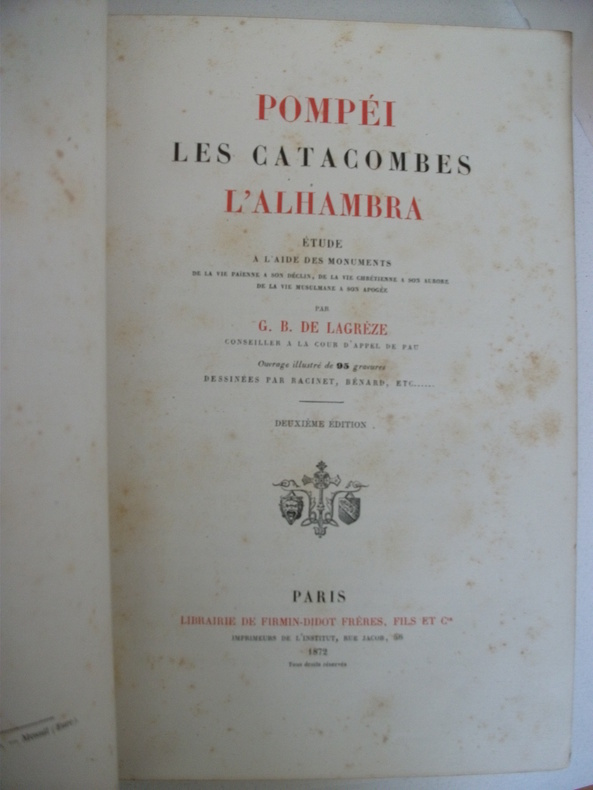 POMPÉI
LES CATACOMBES
L'ALHAMBRA
ÉTUDE
A L'AIDE DES MONUMENTS
DE LA VIE PAÏENNE A SON DÉCLIN, DE LA VIE CHRÉTIENNE A SON AURORE
DE LA VIE MUSULMANE A SON APOGÉE
PAR
G. B. DE LAGRÈZE
CONSEILLER A LA COUR D'APPEL DE PAU
Ouvrage illustré de 95 gravures
DESSINÉES PAR RACINET, BÉNARD, ETC......
DEUXIÈME ÉDITION
PARIS
LIBRAIRIE DE FIRMIN-DIDOT FRÈRES, FILS ET Cie
IMPRIMEURS DE L'INSTITUT, RUE JACOB, 56
1872
Tous droits réservés
Mesnil (Eure)